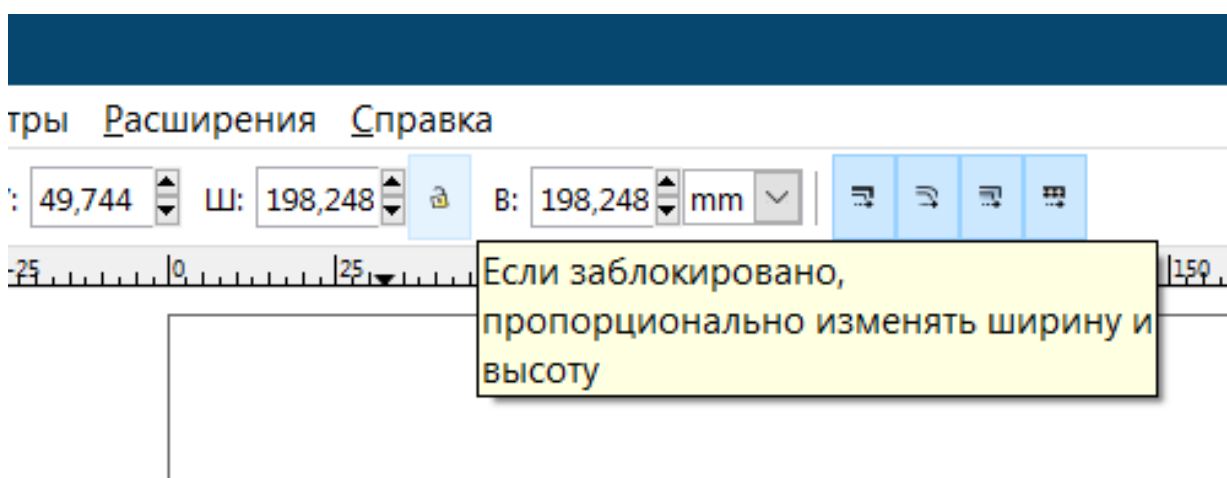 тры Расширения Справка
: 49,744 Ш: 198,248 В: 198,248 mm
-25 0 25 150
Если заблокировано,
пропорционально изменять ширину и
высоту